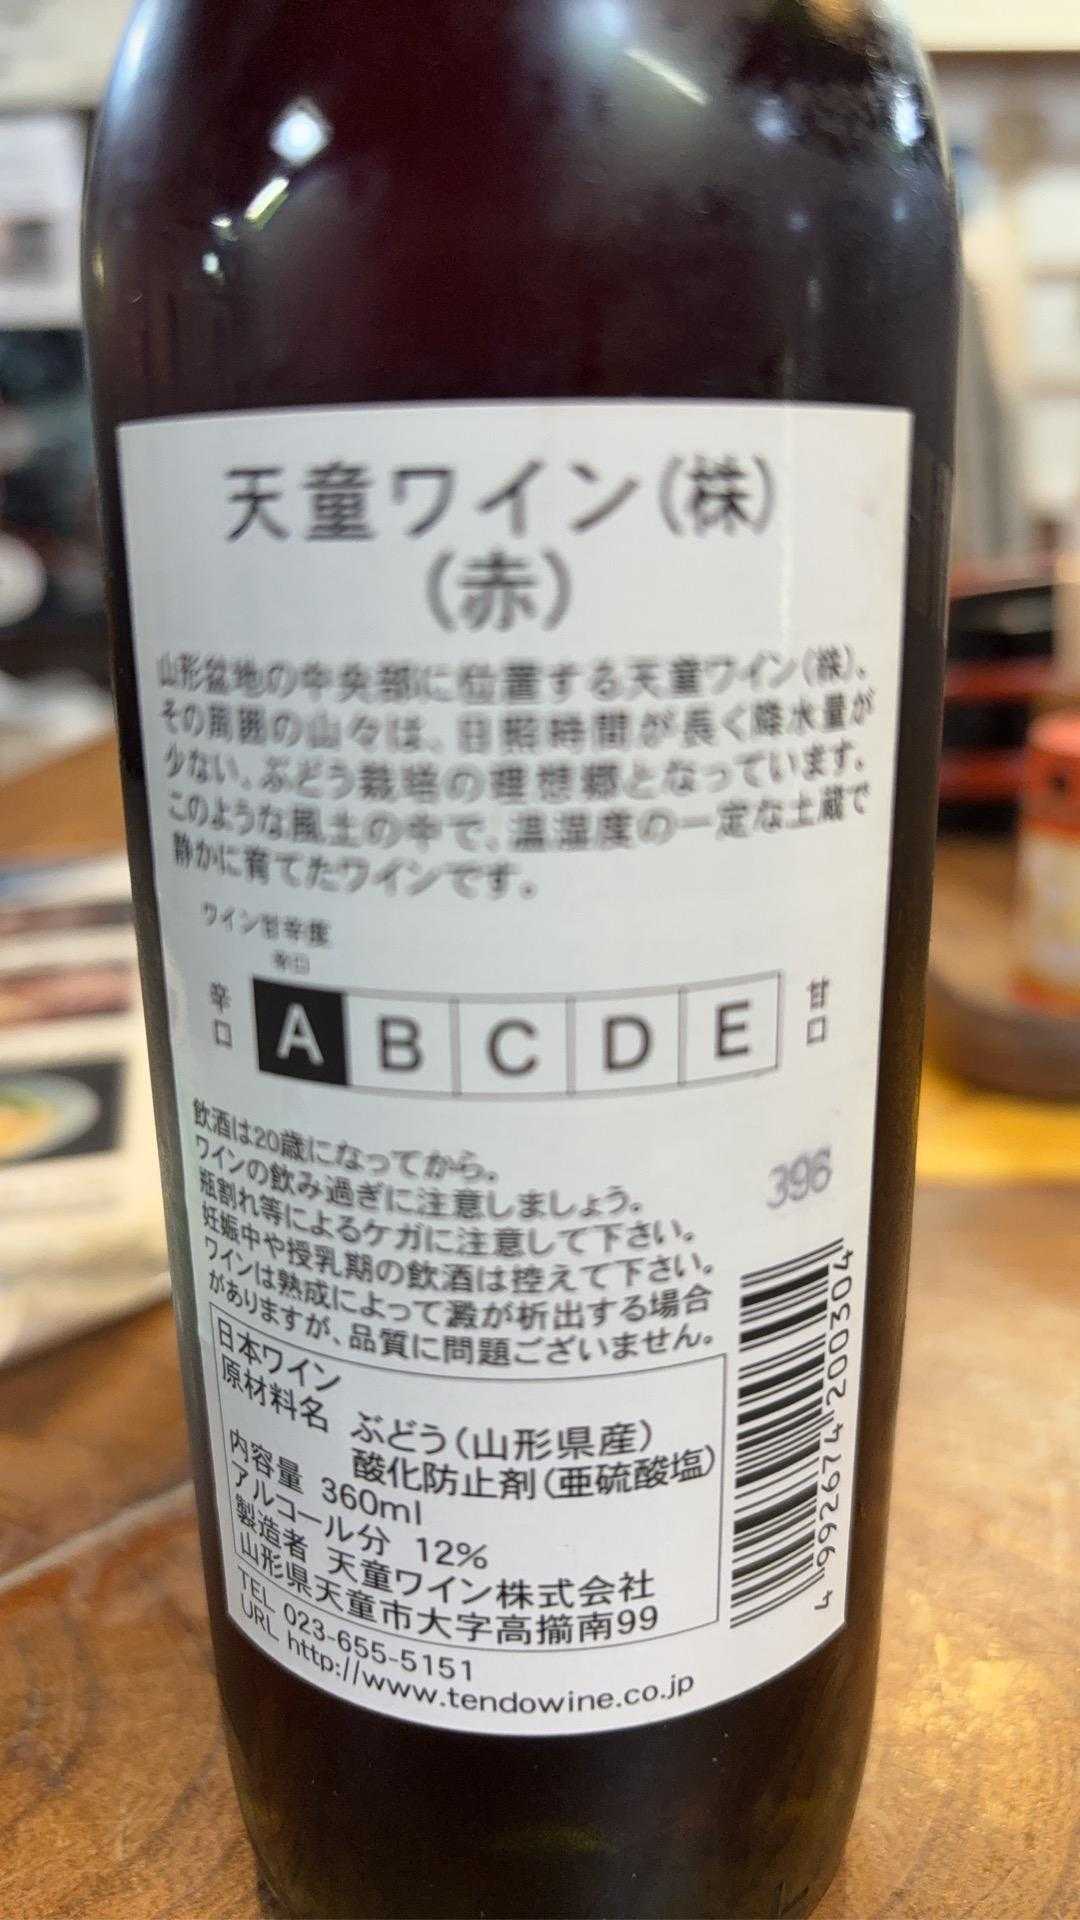 天童ワイン(株)
(赤)
山形盆地の中央部に位置する天童ワイン(株)、
その周囲の山々は、日照時間が長く降水量が
少ない、ぶどう栽培の理想郷となっています。
このような風土の中で、温湿度の一定な土蔵で
静かに育てたワインです。
ワイン甘辛度
辛口
辛口 A B C D E 甘口
飲酒は20歳になってから。
ワインの飲み過ぎに注意しましょう。
瓶割れ等によるケガに注意して下さい。
妊娠中や授乳期の飲酒は控えて下さい。
ワインは熟成によって澱が析出する場合
がありますが、品質に問題ございません。
396
日本ワイン
原材料名
ぶどう(山形県産)
酸化防止剤(亜硫酸塩)
内容量 360ml
アルコール分 12%
製造者 天童ワイン株式会社
山形県天童市大字高擶南99
TEL 023-655-5151
URL http://www.tendowine.co.jp
4992674200304